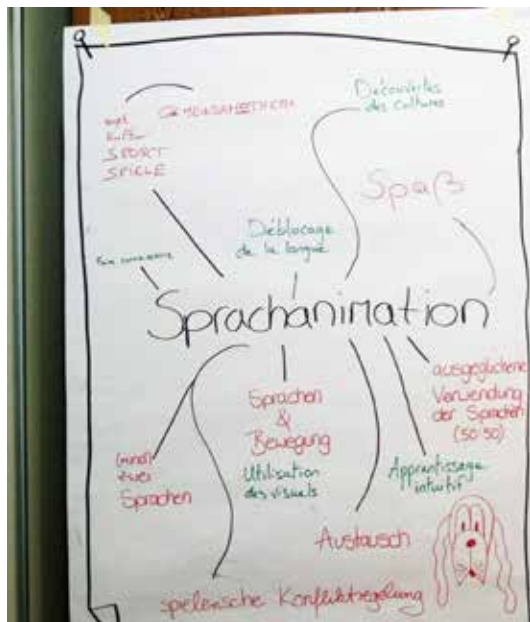 Découvertes
des cultures
SPORT
SPIELE
Spaß
Déblocage
de la langue
Sprachanimation
ausgeglichene
Verwendung
der Sprachen
(50:50)
Sprachen
&
Bewegung
(mind)
zwei
Sprachen
Utilisation
des visuels
Apprentissage
intuitif
Austausch
spielerische Konfliktregelung